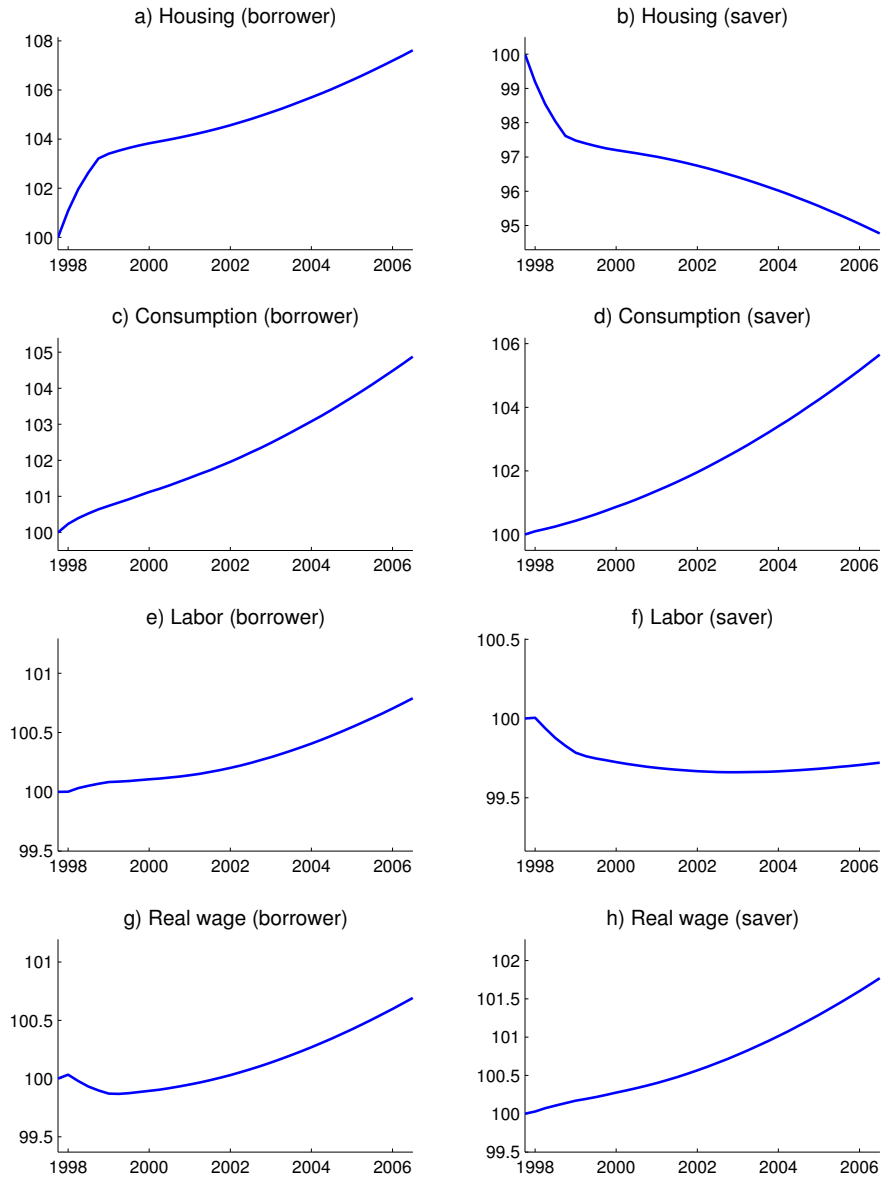 a) Housing (borrower)
108
106
104
102
100
1998 2000 2002 2004 2006
b) Housing (saver)
100
99
98
97
96
95
1998 2000 2002 2004 2006
c) Consumption (borrower)
105
104
103
102
101
100
1998 2000 2002 2004 2006
d) Consumption (saver)
106
104
102
100
1998 2000 2002 2004 2006
e) Labor (borrower)
101
100.5
100
99.5
1998 2000 2002 2004 2006
f) Labor (saver)
100.5
100
99.5
1998 2000 2002 2004 2006
g) Real wage (borrower)
101
100.5
100
99.5
1998 2000 2002 2004 2006
h) Real wage (saver)
102
101.5
101
100.5
100
99.5
1998 2000 2002 2004 2006